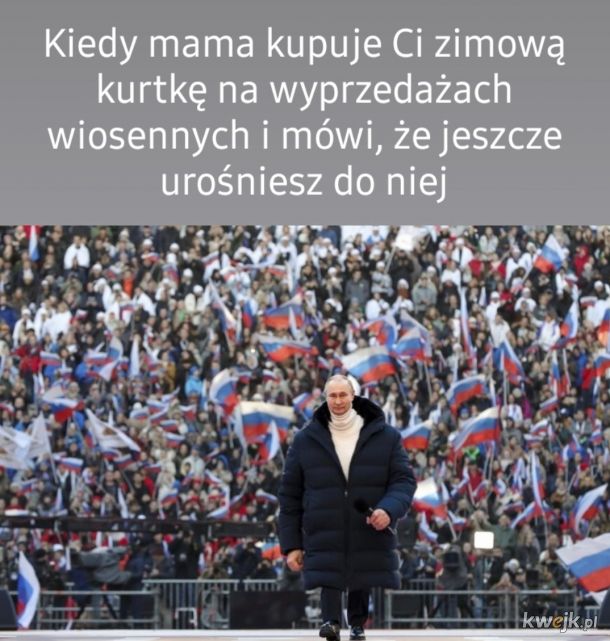 Kiedy mama kupuje Ci zimową
kurtkę na wyprzedażach
wiosennych i mówi, że jeszcze
urośniesz do niej
kwejk.pl